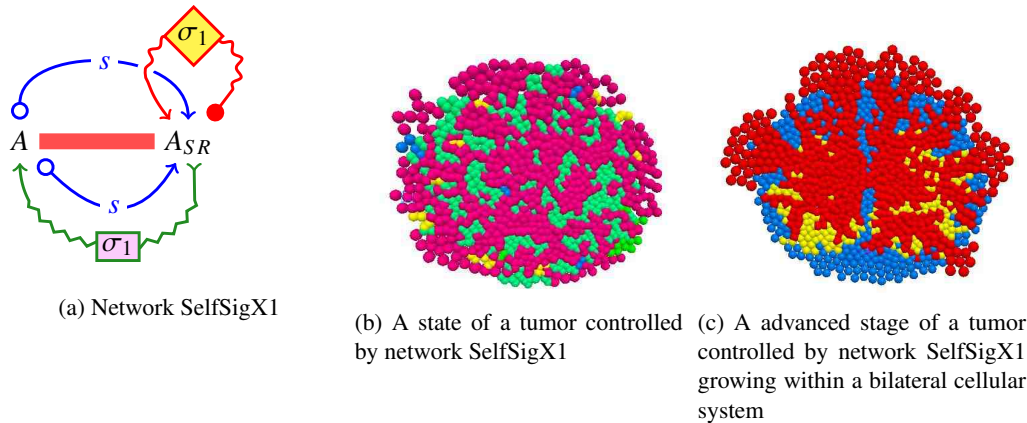 σ1
s
A
A_SR
s
σ1
(a) Network SelfSigX1
(b) A state of a tumor controlled
by network SelfSigX1
(c) A advanced stage of a tumor
controlled by network SelfSigX1
growing within a bilateral cellular
system